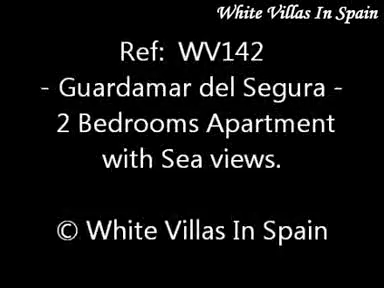 White Villas In Spain
Ref:  WV142
- Guardamar del Segura -
2 Bedrooms Apartment
with Sea views.
© White Villas In Spain